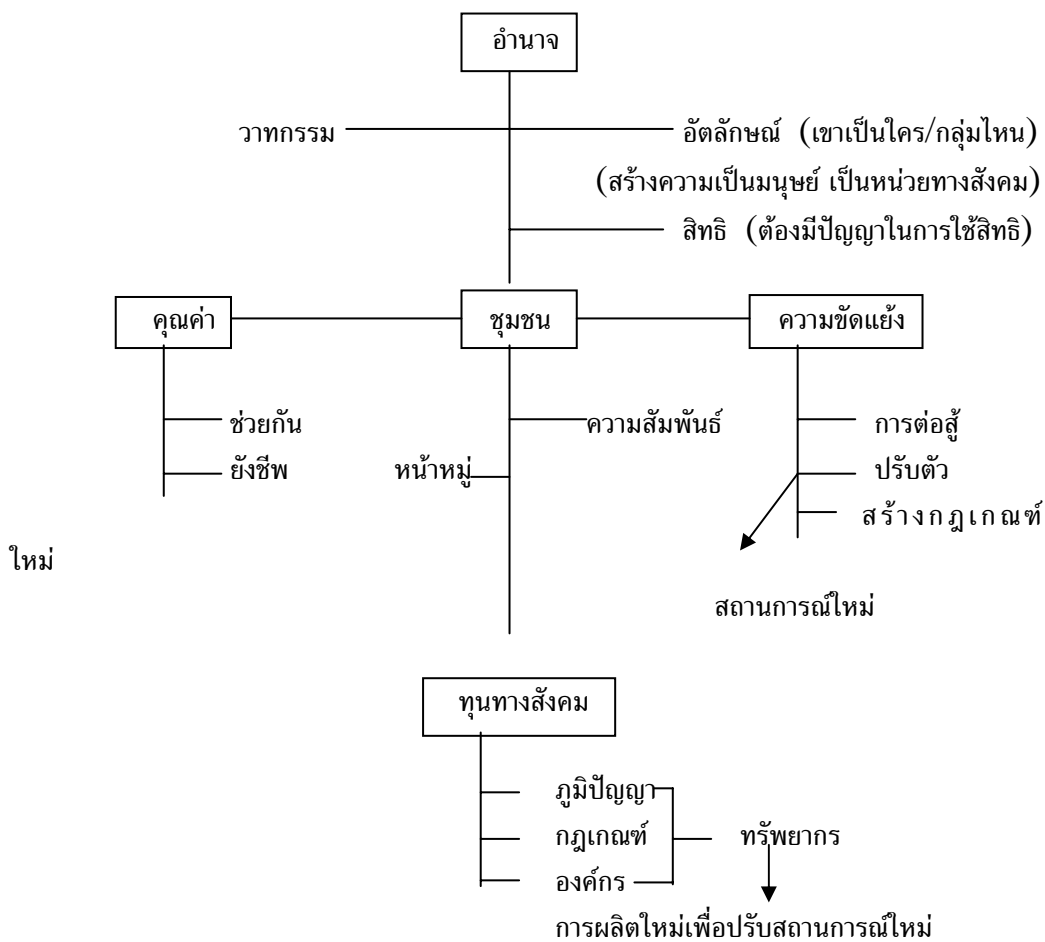 อำนาจ
วาทกรรม อัตลักษณ์ (เขาเป็นใคร/กลุ่มไหน)
(สร้างความเป็นมนุษย์ เป็นหน่วยทางสังคม)
สิทธิ (ต้องมีปัญญาในการใช้สิทธิ)
คุณค่า ชุมชน ความขัดแย้ง
ช่วยกัน ความสัมพันธ์ การต่อสู้
ยังชีพ หน้าหมู่ ปรับตัว
สร้างกฎเกณฑ์
ใหม่
สถานการณ์ใหม่
ทุนทางสังคม
ภูมิปัญญา
กฎเกณฑ์ ทรัพยากร
องค์กร
การผลิตใหม่เพื่อปรับสถานการณ์ใหม่